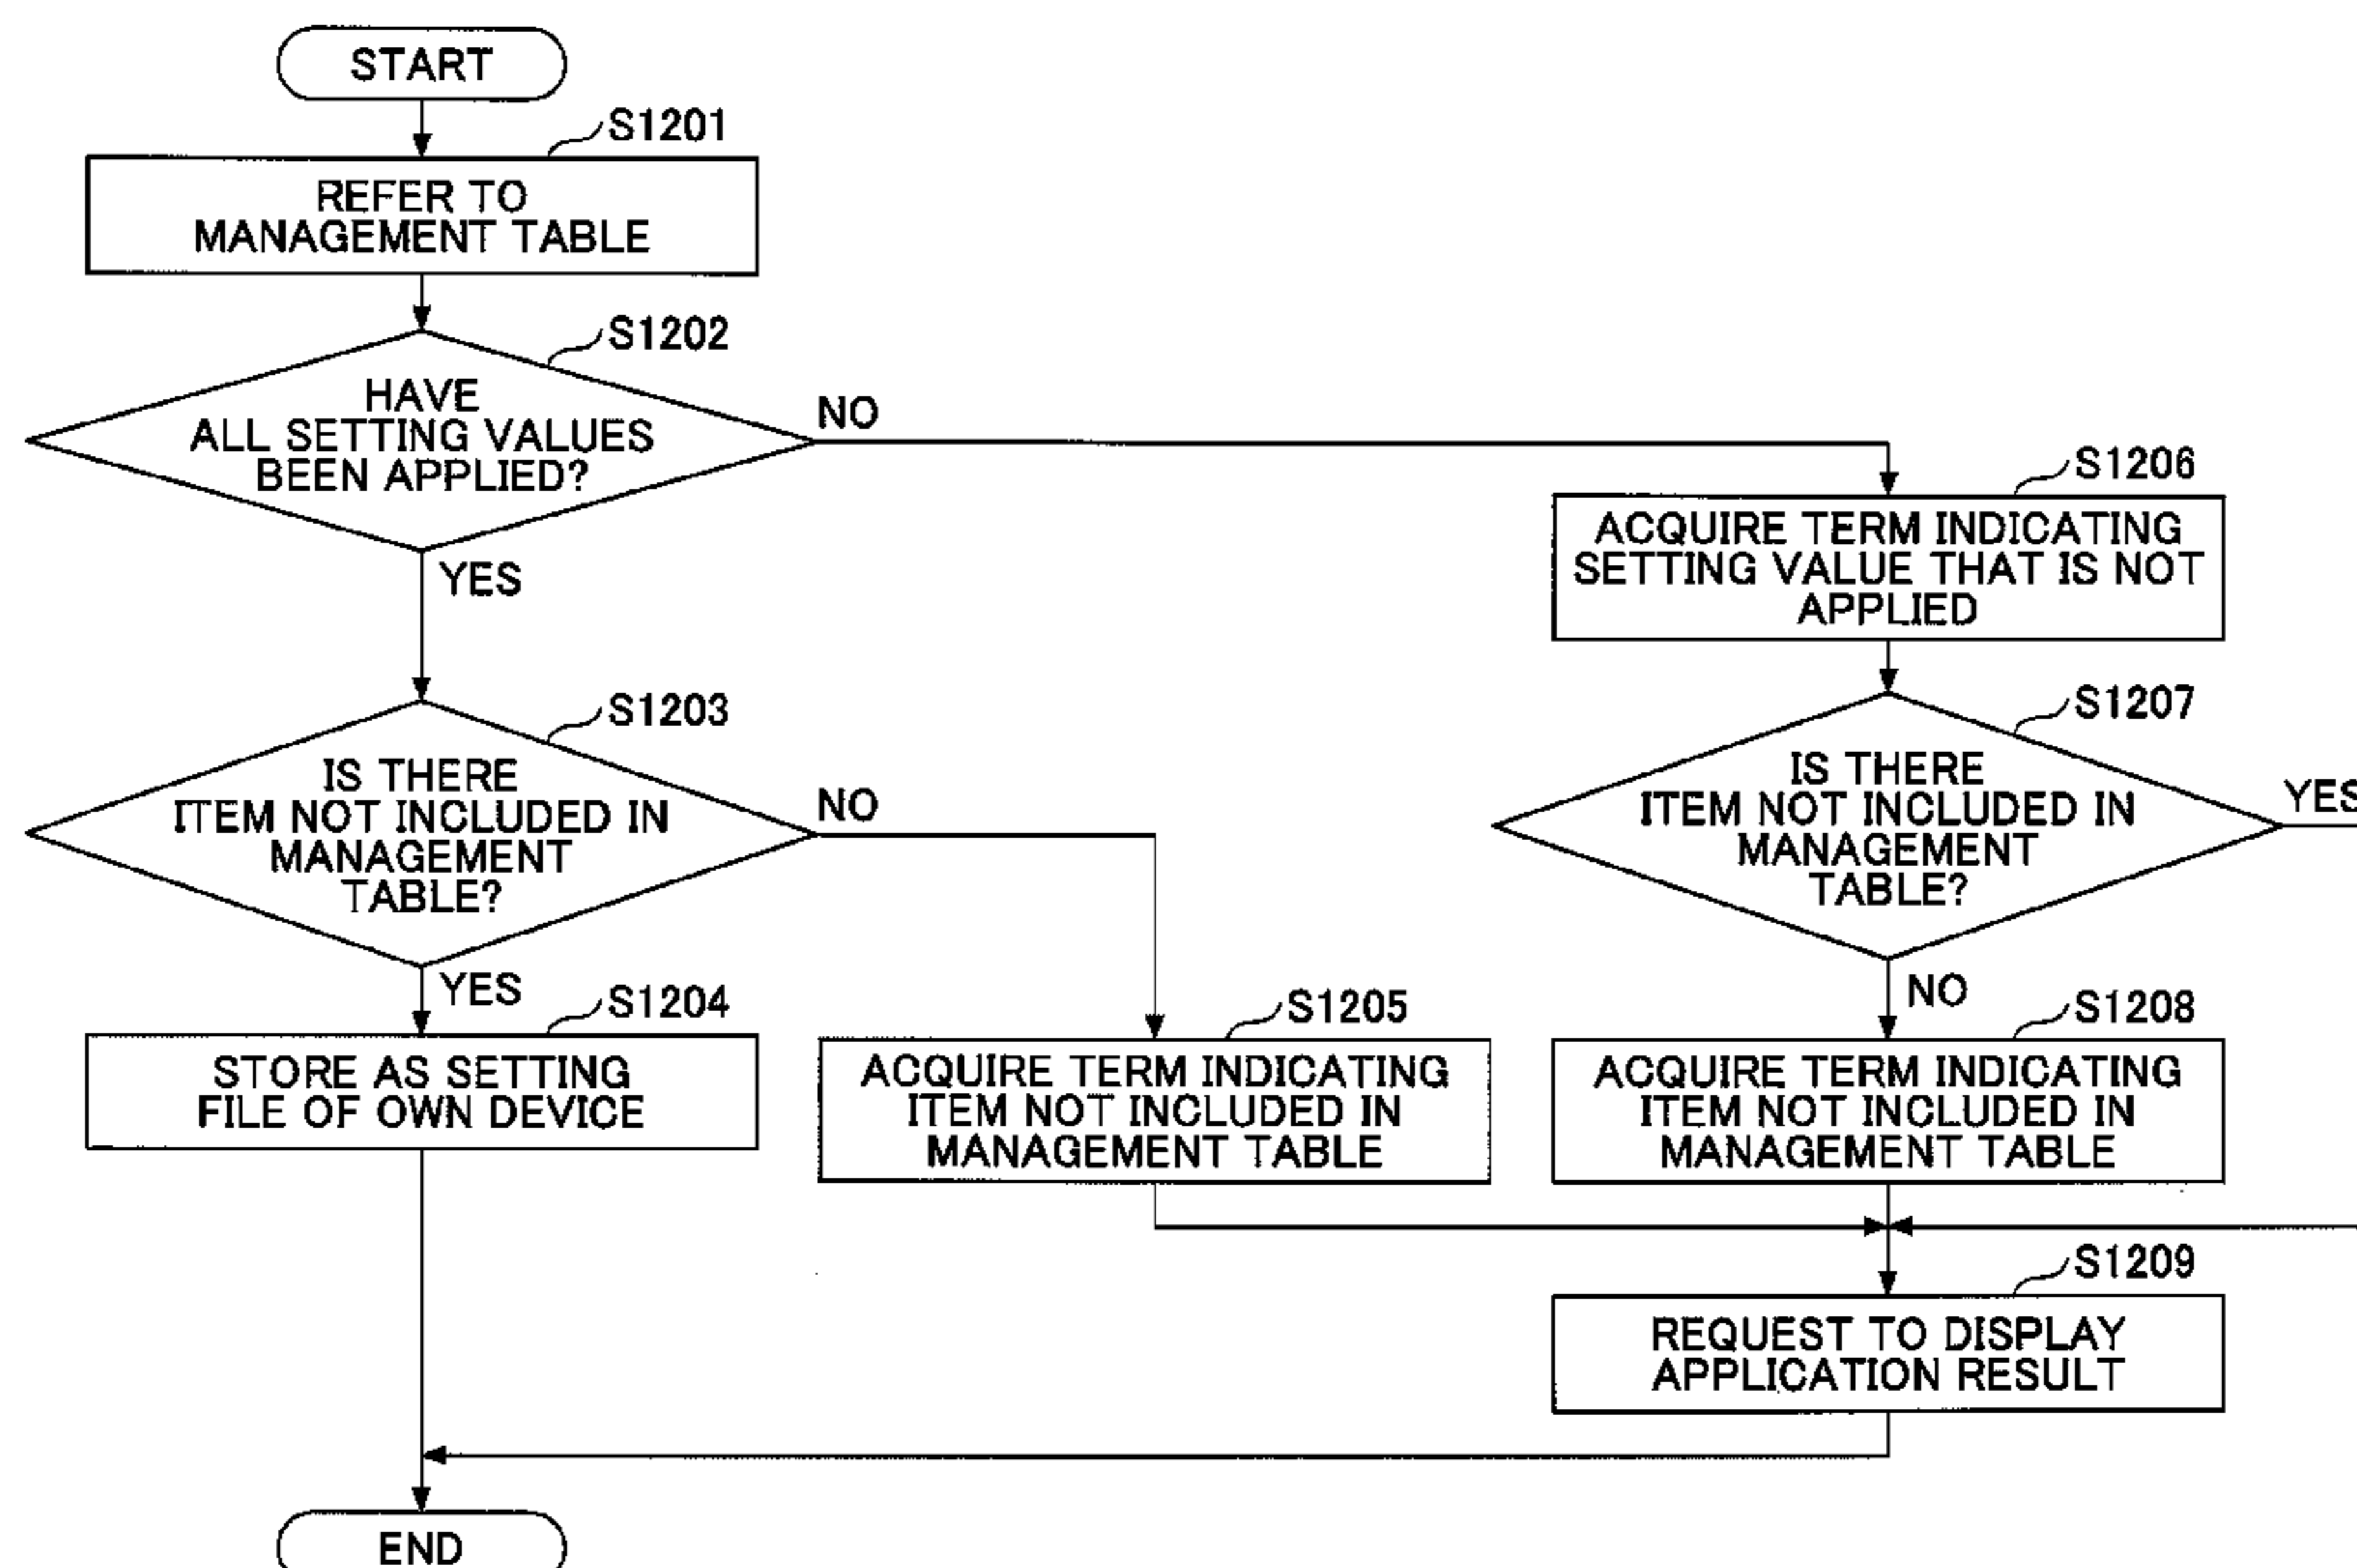 START
S1201
REFER TO
MANAGEMENT TABLE
S1202
HAVE
ALL SETTING VALUES
BEEN APPLIED?
NO
YES
S1206
ACQUIRE TERM INDICATING
SETTING VALUE THAT IS NOT
APPLIED
S1203
IS THERE
ITEM NOT INCLUDED IN
MANAGEMENT
TABLE?
NO
YES
S1207
IS THERE
ITEM NOT INCLUDED IN
MANAGEMENT
TABLE?
YES
NO
S1204
STORE AS SETTING
FILE OF OWN DEVICE
S1205
ACQUIRE TERM INDICATING
ITEM NOT INCLUDED IN
MANAGEMENT TABLE
S1208
ACQUIRE TERM INDICATING
ITEM NOT INCLUDED IN
MANAGEMENT TABLE
S1209
REQUEST TO DISPLAY
APPLICATION RESULT
END